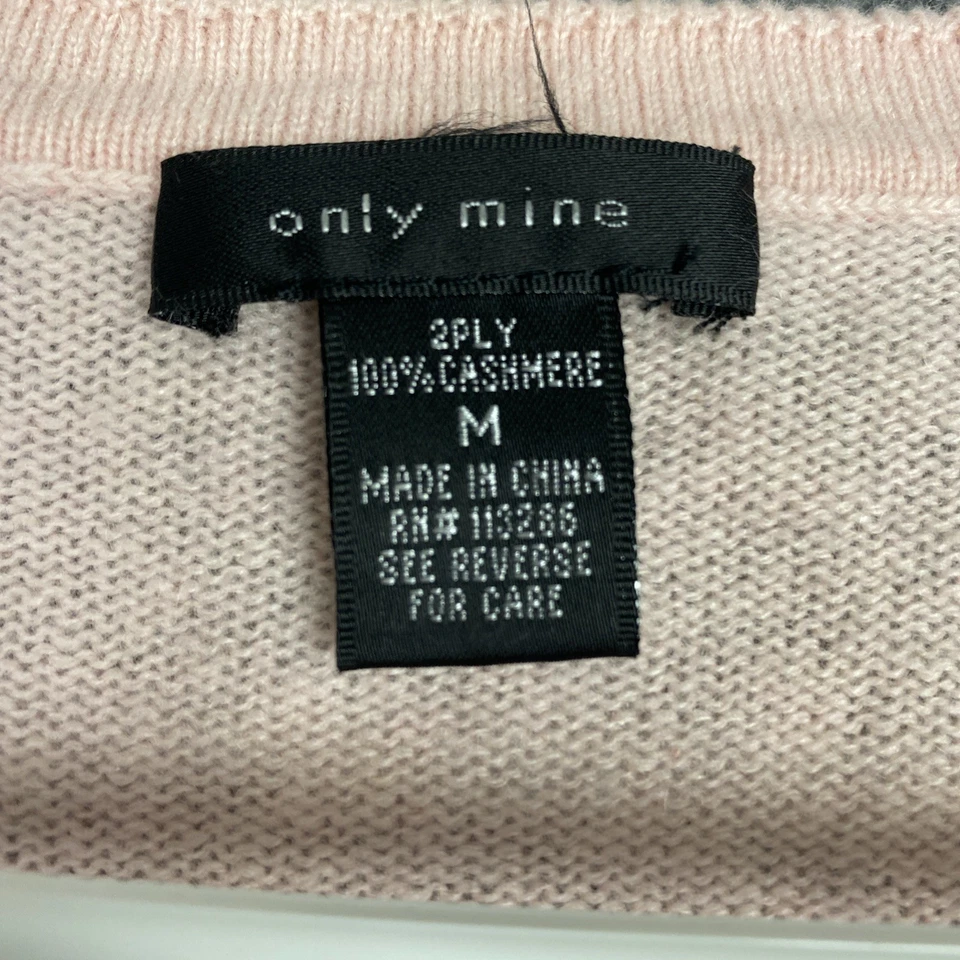 only mine
2PLY
100% CASHMERE
M
MADE IN CHINA
RN# 113286
SEE REVERSE
FOR CARE